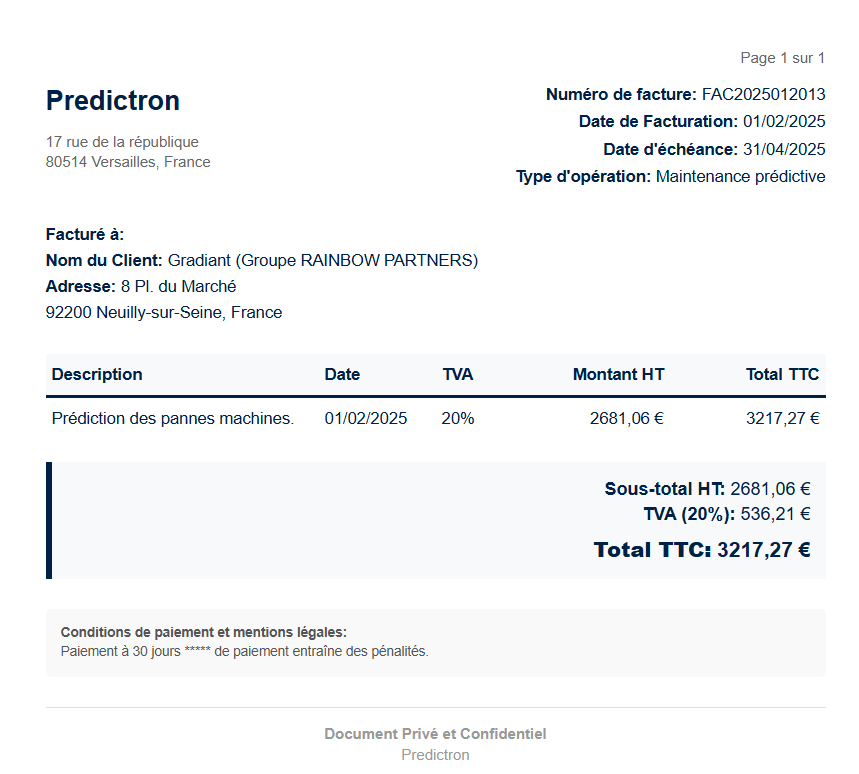 Page 1 sur 1
Predictron
17 rue de la république
80514 Versailles, France
Numéro de facture: FAC2025012013
Date de Facturation: 01/02/2025
Date d'échéance: 31/04/2025
Type d'opération: Maintenance prédictive
Facturé à:
Nom du Client: Gradiant (Groupe RAINBOW PARTNERS)
Adresse: 8 Pl. du Marché
92200 Neuilly-sur-Seine, France
Description Date TVA Montant HT Total TTC
Prédiction des pannes machines. 01/02/2025 20% 2681,06 € 3217,27 €
Sous-total HT: 2681,06 €
TVA (20%): 536,21 €
Total TTC: 3217,27 €
Conditions de paiement et mentions légales:
Paiement à 30 jours ***** de paiement entraîne des pénalités.
Document Privé et Confidentiel
Predictron